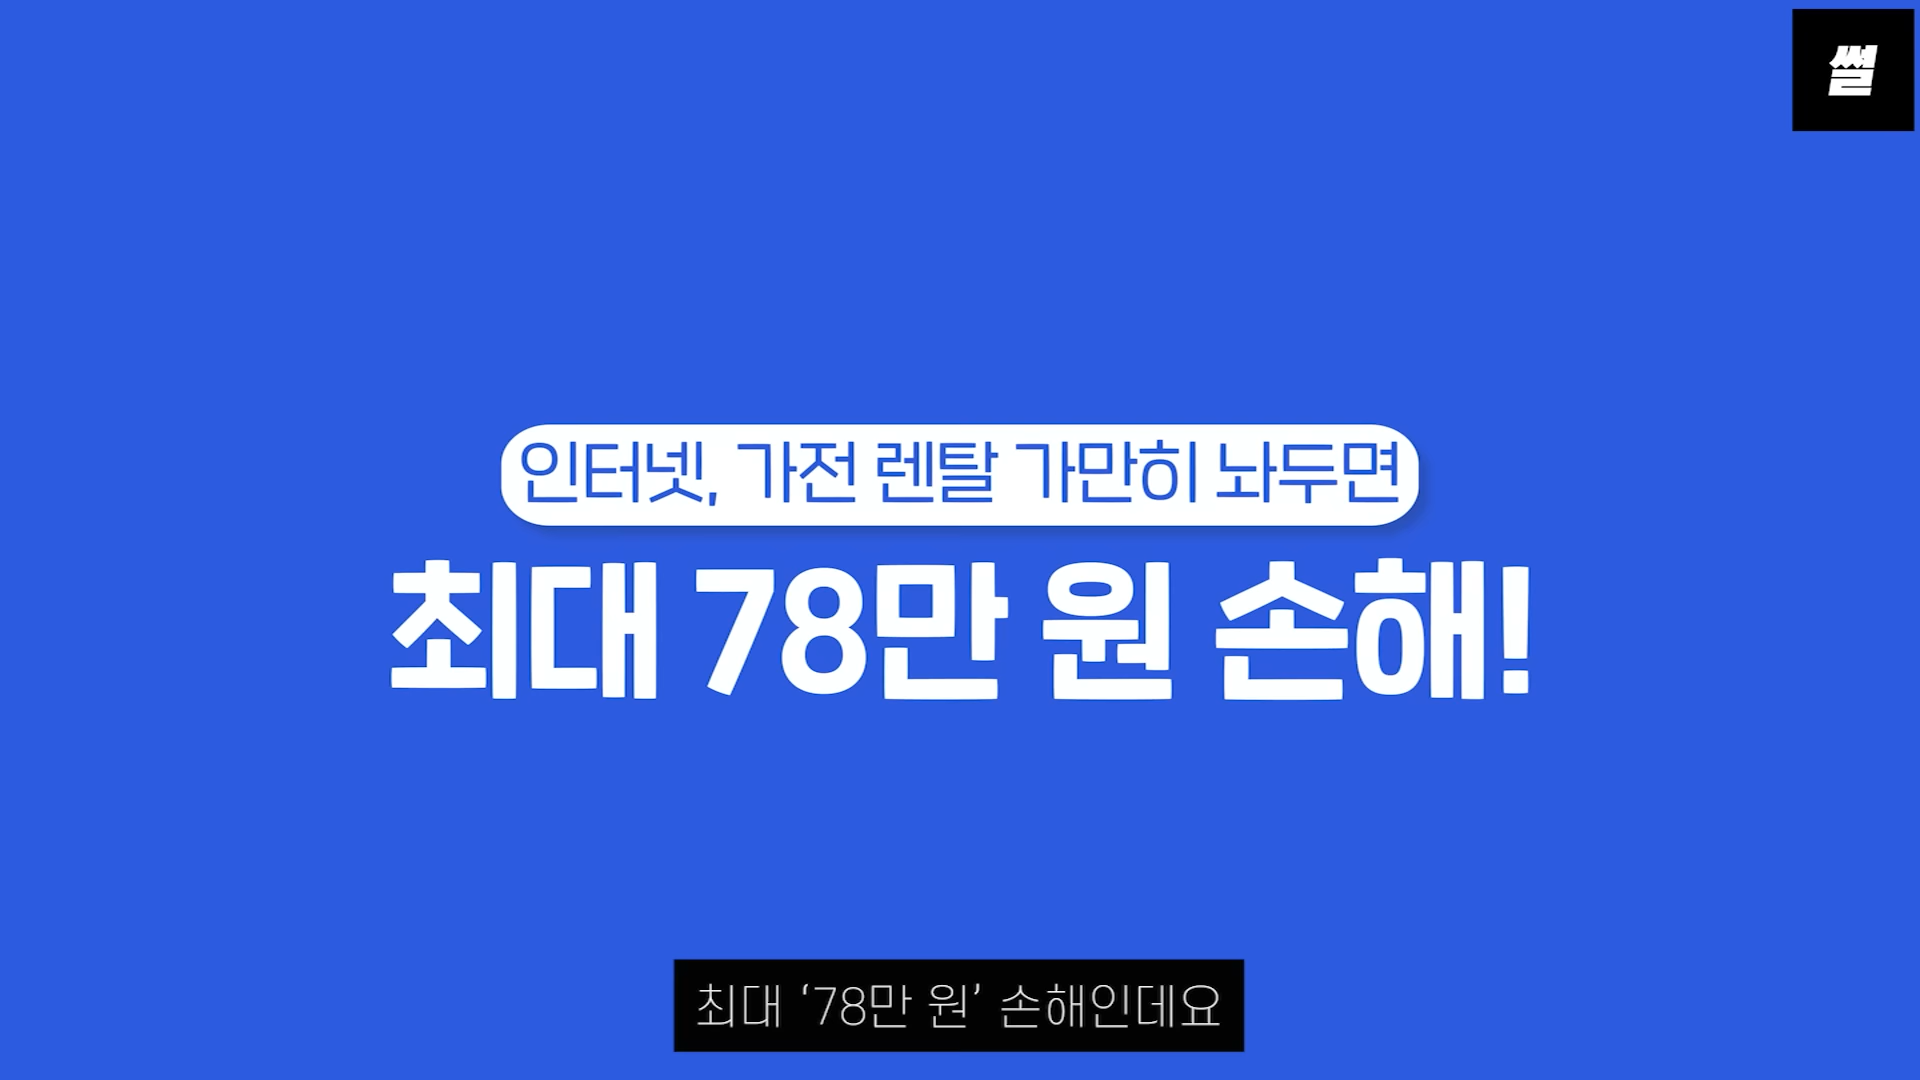 썰
인터넷, 가전 렌탈 가만히 놔두면
최대 78만 원 손해!
최대 ‘78만 원’ 손해인데요